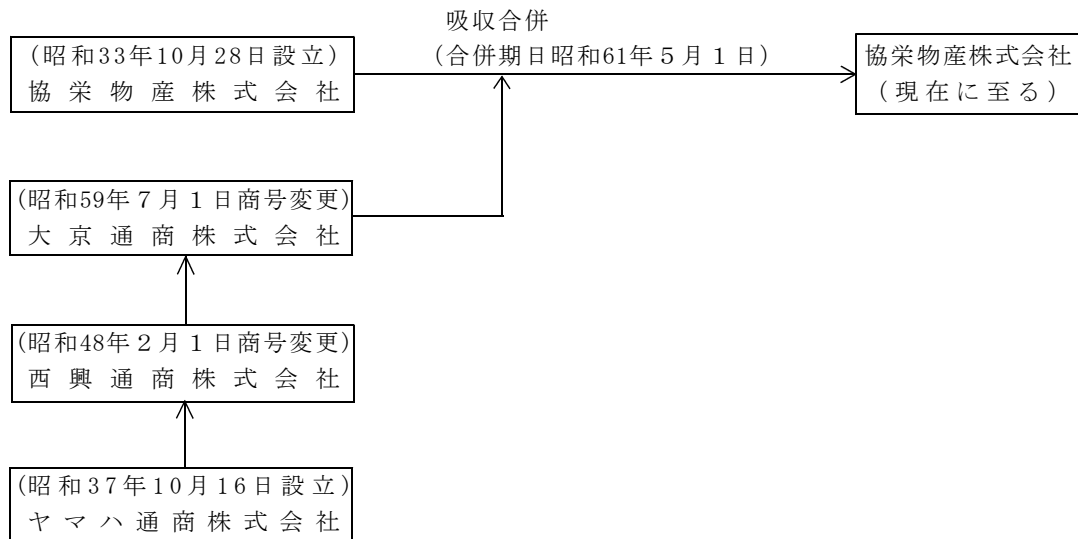 吸収合併
(合併期日昭和61年５月１日)
(昭和33年10月28日設立)
協栄物産株式会社
協栄物産株式会社
(現在に至る)
(昭和59年７月１日商号変更)
大京通商株式会社
(昭和48年２月１日商号変更)
西興通商株式会社
(昭和37年10月16日設立)
ヤマハ通商株式会社